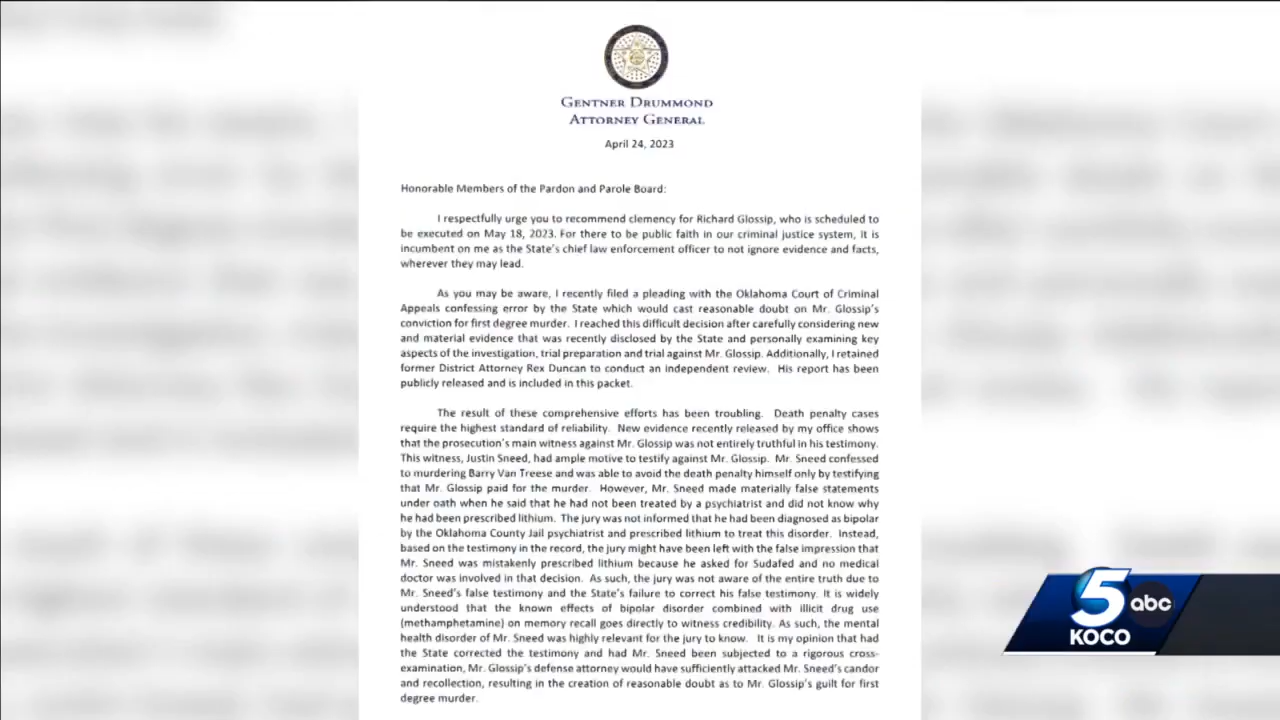 GENTNER DRUMMOND
ATTORNEY GENERAL
April 24, 2023
Honorable Members of the Pardon and Parole Board:
I respectfully urge you to recommend clemency for Richard Glossip, who is scheduled to
be executed on May 18, 2023. For there to be public faith in our criminal justice system, it is
incumbent on me as the State's chief law enforcement officer to not ignore evidence and facts,
wherever they may lead.
As you may be aware, I recently filed a pleading with the Oklahoma Court of Criminal
Appeals confessing error by the State which would cast reasonable doubt on Mr. Glossip's
conviction for first degree murder. I reached this difficult decision after carefully considering new
and material evidence that was recently disclosed by the State and personally examining key
aspects of the investigation, trial preparation and trial against Mr. Glossip. Additionally, I retained
former District Attorney Rex Duncan to conduct an independent review. His report has been
publicly released and is included in this packet.
The result of these comprehensive efforts has been troubling. Death penalty cases
require the highest standard of reliability. New evidence recently released by my office shows
that the prosecution's main witness against Mr. Glossip was not entirely truthful in his testimony.
This witness, Justin Sneed, had ample motive to testify against Mr. Glossip. Mr. Sneed confessed
to murdering Barry Van Treese and was able to avoid the death penalty himself only by testifying
that Mr. Glossip paid for the murder. However, Mr. Sneed made materially false statements
under oath when he said that he had not been treated by a psychiatrist and did not know why
he had been prescribed lithium. The jury was not informed that he had been diagnosed as bipolar
by the Oklahoma County Jail psychiatrist and prescribed lithium to treat this disorder. Instead,
based on the testimony in the record, the jury might have been left with the false impression that
Mr. Sneed was mistakenly prescribed lithium because he asked for Sudafed and no medical
doctor was involved in that decision. As such, the jury was not aware of the entire truth due to
Mr. Sneed's false testimony and the State's failure to correct his false testimony. It is widely
understood that the known effects of bipolar disorder combined with illicit drug use
(methamphetamine) on memory recall goes directly to witness credibility. As such, the mental
health disorder of Mr. Sneed was highly relevant for the jury to know. It is my opinion that had
the State corrected the testimony and had Mr. Sneed been subjected to a rigorous cross-
examination, Mr. Glossip's defense attorney would have sufficiently attacked Mr. Sneed's candor
and recollection, resulting in the creation of reasonable doubt as to Mr. Glossip's guilt for first
degree murder.
5 abc
KOCO